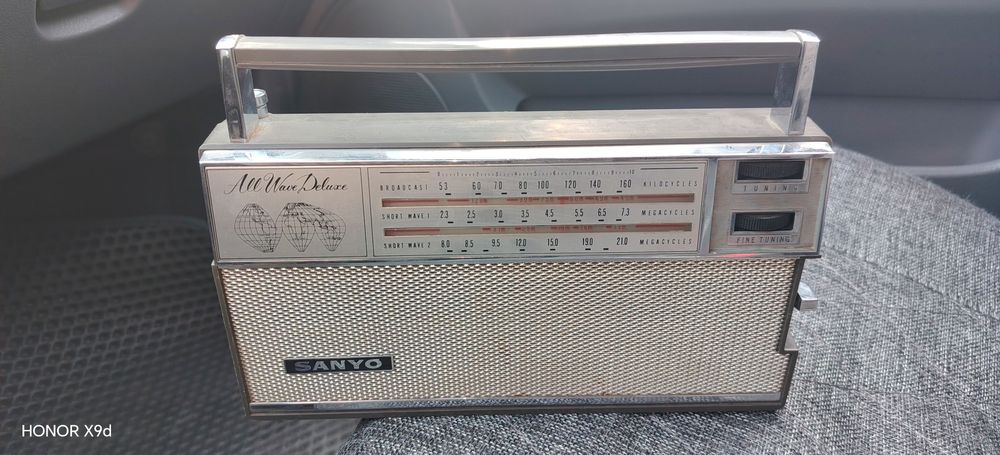 All Wave Deluxe
0 10
BROADCAST 53 60 70 80 100 120 140 160 KILOCYCLES
SHORT WAVE 1 2.3 2.5 3.0 3.5 4.5 5.5 6.5 7.3 MEGACYCLES
SHORT WAVE 2 8.0 8.5 9.5 12.0 15.0 19.0 21.0 MEGACYCLES
TUNING
FINE TUNING
SANYO
HONOR X9d